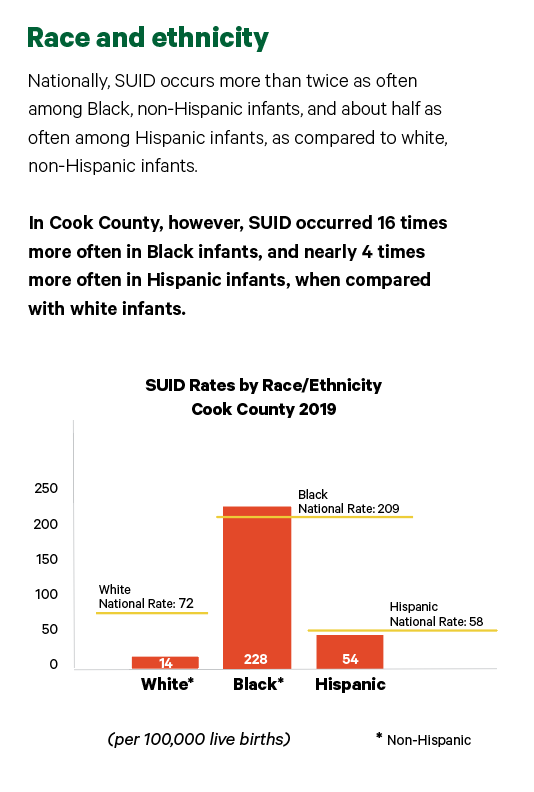 Race and ethnicity
Nationally, SUID occurs more than twice as often
among Black, non-Hispanic infants, and about half as
often among Hispanic infants, as compared to white,
non-Hispanic infants.
In Cook County, however, SUID occurred 16 times
more often in Black infants, and nearly 4 times
more often in Hispanic infants, when compared
with white infants.
SUID Rates by Race/Ethnicity
Cook County 2019
250
200
150
100
50
0
White
National Rate: 72
Black
National Rate: 209
Hispanic
National Rate: 58
14
228
54
White*
Black*
Hispanic
(per 100,000 live births)
* Non-Hispanic